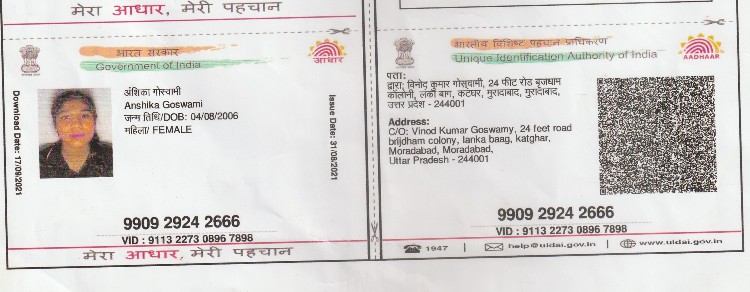 मेरा आधार, मेरी पहचान
भारत सरकार
Government of India
आधार
Download Date: 17/09/2021
अंशिका गोस्वामी
Anshika Goswami
जन्म तिथि/DOB: 04/08/2006
महिला/ FEMALE
Issue Date: 31/08/2021
9909 2924 2666
VID : 9113 2273 0896 7898
मेरा आधार, मेरी पहचान
भारतीय विशिष्ट पहचान प्राधिकरण
Unique Identification Authority of India
AADHAAR
पता:
द्वारा: विनोद कुमार गोस्वामी, 24 फीट रोड बृजधाम
कॉलोनी, लंका बाग, कटघर, मुरादाबाद, मुरादाबाद,
उत्तर प्रदेश - 244001
Address:
C/O: Vinod Kumar Goswamy, 24 feet road
brijdham colony, lanka baag, katghar,
Moradabad, Moradabad,
Uttar Pradesh - 244001
9909 2924 2666
VID : 9113 2273 0896 7898
1947 | help@uidai.gov.in | www.uidai.gov.in